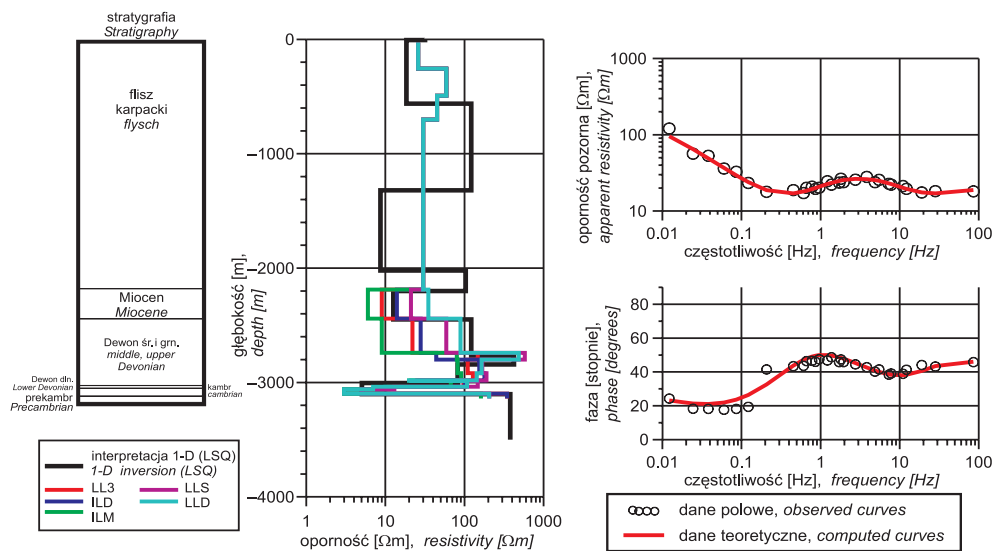 stratygrafia
Stratigraphy
flisz
karpacki
flysch
Miocen
Miocene
Dewon śr.i grn.
middle, upper
Devonian
Dewon dln.
Lower Devonian
prekambr
Precambrian
kambr
cambrian
interpretacja 1-D (LSQ)
1-D inversion (LSQ)
LL3
LLS
ILD
LLD
ILM
głębokość [m],
depth [m]
0
−1000
−2000
−3000
−4000
1
10
100
1000
oporność [Ωm], resistivity [Ωm]
oporność pozorna [Ωm],
apparent resistivity [Ωm]
1000
100
10
0.01
0.1
1
10
100
częstotliwość [Hz], frequency [Hz]
faza [stopnie],
phase [degrees]
80
60
40
20
0
0.01
0.1
1
10
100
częstotliwość [Hz], frequency [Hz]
dane polowe, observed curves
dane teoretyczne, computed curves